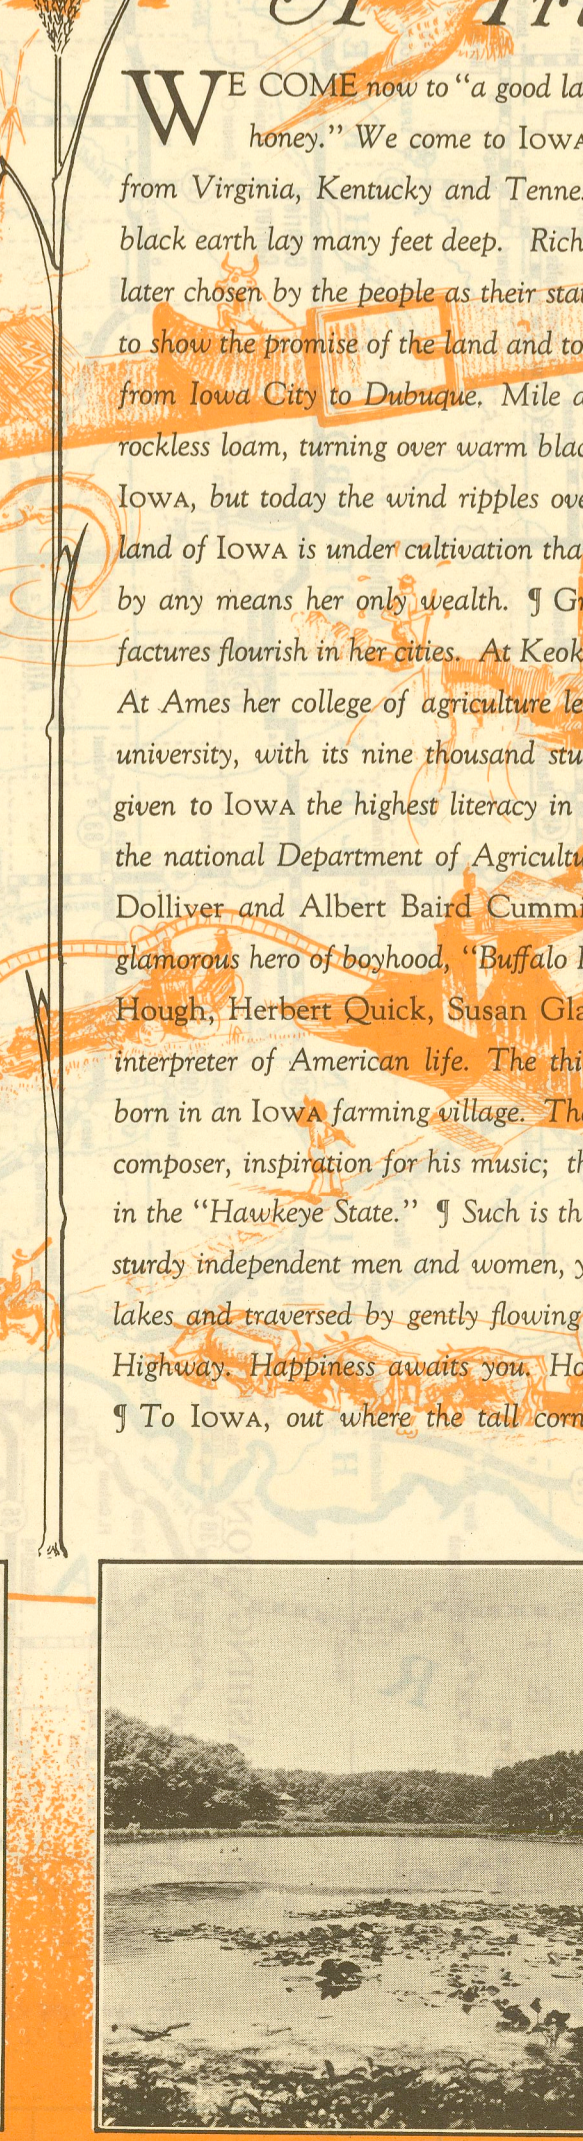 A Tr
WE COME now to "a good la
honey." We come to IOWA
from Virginia, Kentucky and Tenne
black earth lay many feet deep. Rich
later chosen by the people as their sta
to show the promise of the land and to
from Iowa City to Dubuque. Mile a
rockless loam, turning over warm blac
IOWA, but today the wind ripples ove
land of IOWA is under cultivation tha
by any means her only wealth. ¶ Gr
factures flourish in her cities. At Keok
At Ames her college of agriculture le
university, with its nine thousand stu
given to IOWA the highest literacy in
the national Department of Agricultu
Dolliver and Albert Baird Cummi
glamorous hero of boyhood, "Buffalo B
Hough, Herbert Quick, Susan Gla
interpreter of American life. The thi
born in an IOWA farming village. Th
composer, inspiration for his music; th
in the "Hawkeye State." ¶ Such is th
sturdy independent men and women, y
lakes and traversed by gently flowing
Highway. Happiness awaits you. Ho
¶ To IOWA, out where the tall corn